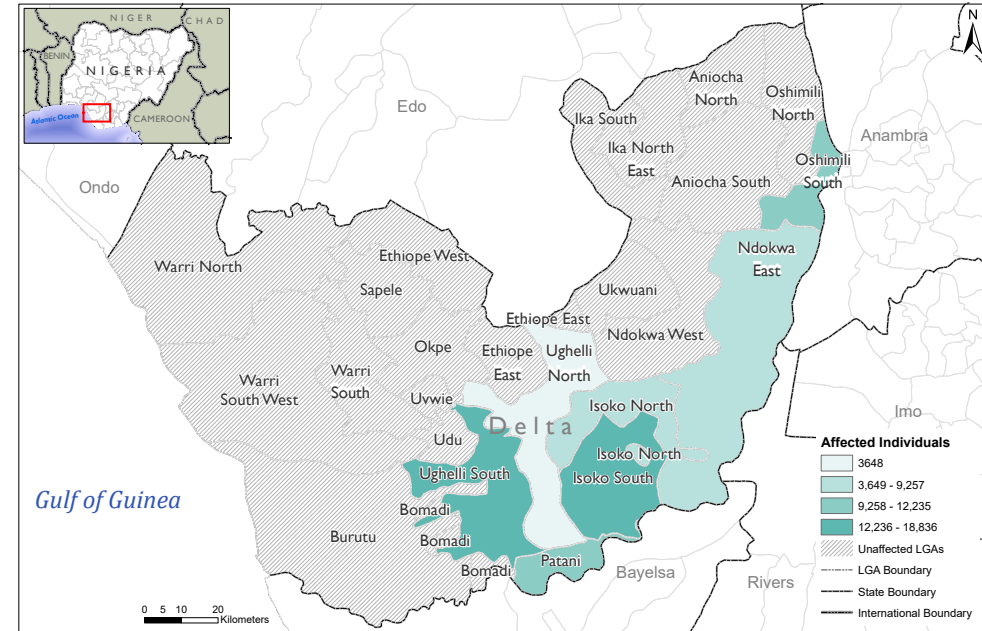 NIGER
CHAD
BENIN
NIGERIA
Atlantic Ocean
CAMEROON
N
Edo
Ondo
Anambra
Imo
Bayelsa
Rivers
Delta
Gulf of Guinea
Aniocha
North
Oshimili
North
Ika South
Ika North
East
Oshimili
South
Aniocha South
Ndokwa
East
Warri North
Ethiope West
Sapele
Ukwuani
Ethiope East
Ndokwa West
Okpe
Ethiope
East
Ughelli
North
Warri
South West
Warri
South
Uvwie
Isoko North
Udu
Isoko North
Ughelli South
Isoko South
Bomadi
Burutu
Bomadi
Bomadi
Patani
0 5 10 20
Kilometers
Affected Individuals
3648
3,649 - 9,257
9,258 - 12,235
12,236 - 18,836
Unaffected LGAs
LGA Boundary
State Boundary
International Boundary